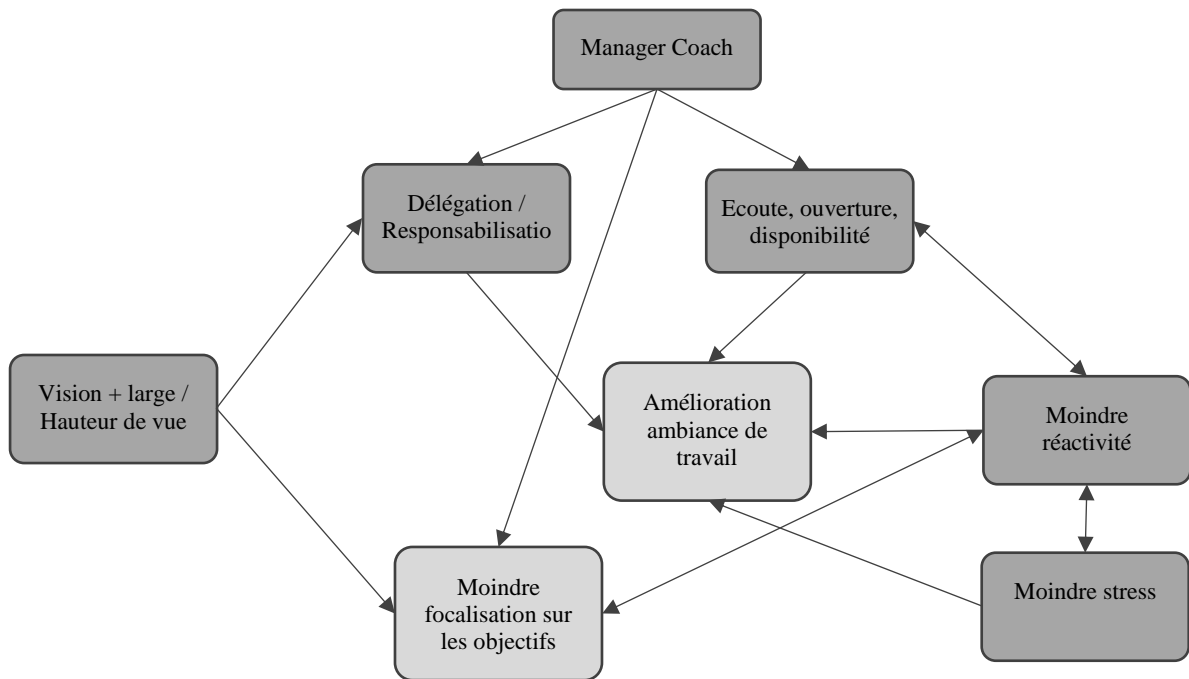 Manager Coach
Délégation /
Responsabilisatio
Ecoute, ouverture,
disponibilité
Vision + large /
Hauteur de vue
Amélioration
ambiance de
travail
Moindre
réactivité
Moindre
focalisation sur
les objectifs
Moindre stress